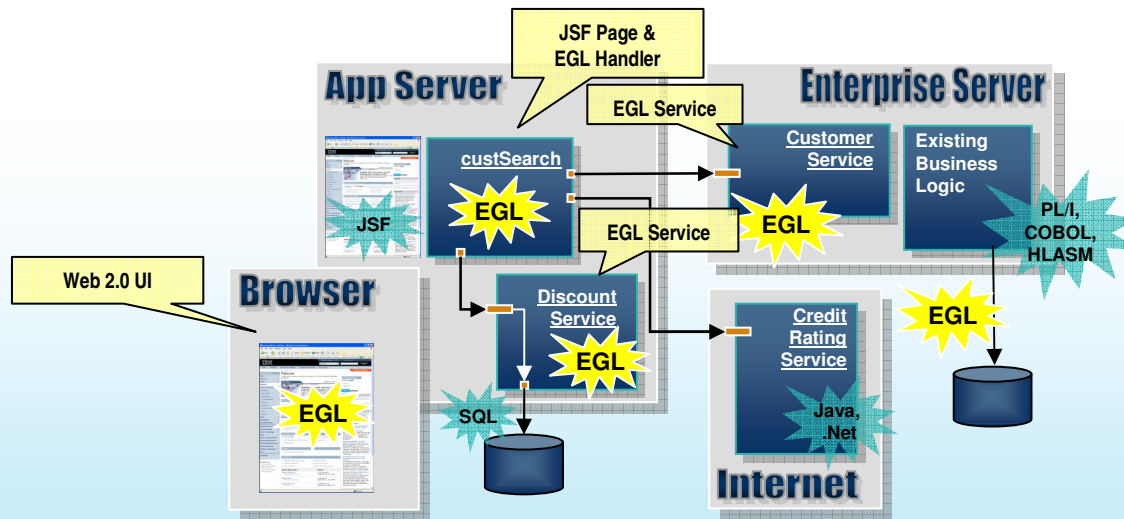 JSF Page &
EGL Handler
App Server
Enterprise Server
EGL Service
custSearch
EGL
JSF
Customer
Service
EGL
Existing
Business
Logic
PL/I,
COBOL,
HLASM
EGL Service
Web 2.0 UI
Browser
EGL
Discount
Service
EGL
SQL
Credit
Rating
Service
Java,
.Net
Internet
EGL
IBM